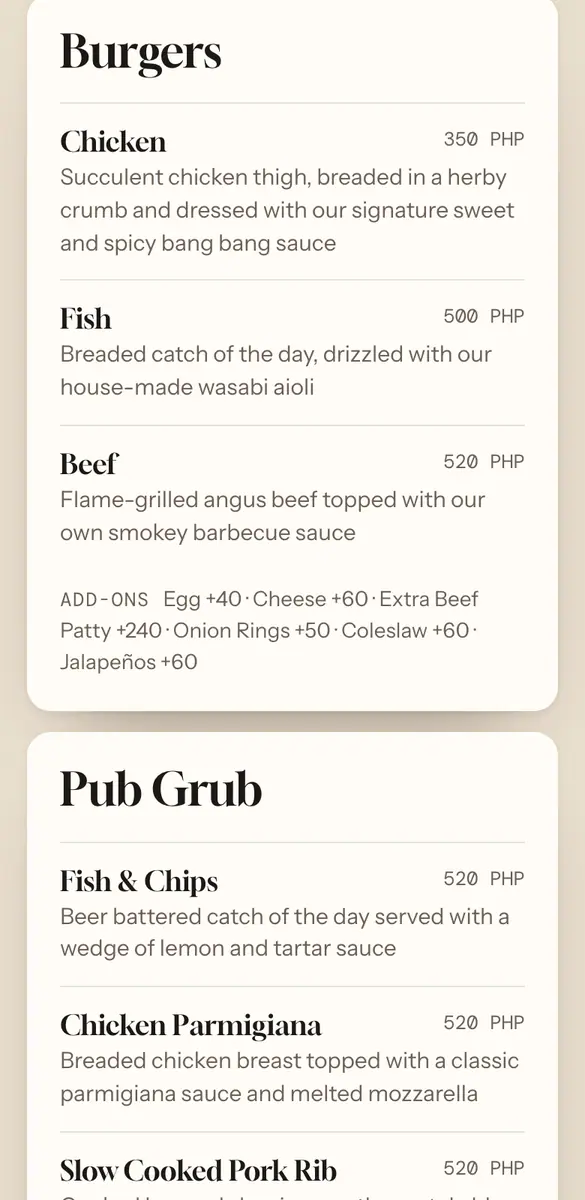 Burgers
Chicken 350 PHP
Succulent chicken thigh, breaded in a herby
crumb and dressed with our signature sweet
and spicy bang bang sauce
Fish 500 PHP
Breaded catch of the day, drizzled with our
house-made wasabi aioli
Beef 520 PHP
Flame-grilled angus beef topped with our
own smokey barbecue sauce
ADD-ONS Egg +40 · Cheese +60 · Extra Beef
Patty +240 · Onion Rings +50 · Coleslaw +60 ·
Jalapeños +60
Pub Grub
Fish & Chips 520 PHP
Beer battered catch of the day served with a
wedge of lemon and tartar sauce
Chicken Parmigiana 520 PHP
Breaded chicken breast topped with a classic
parmigiana sauce and melted mozzarella
Slow Cooked Pork Rib 520 PHP